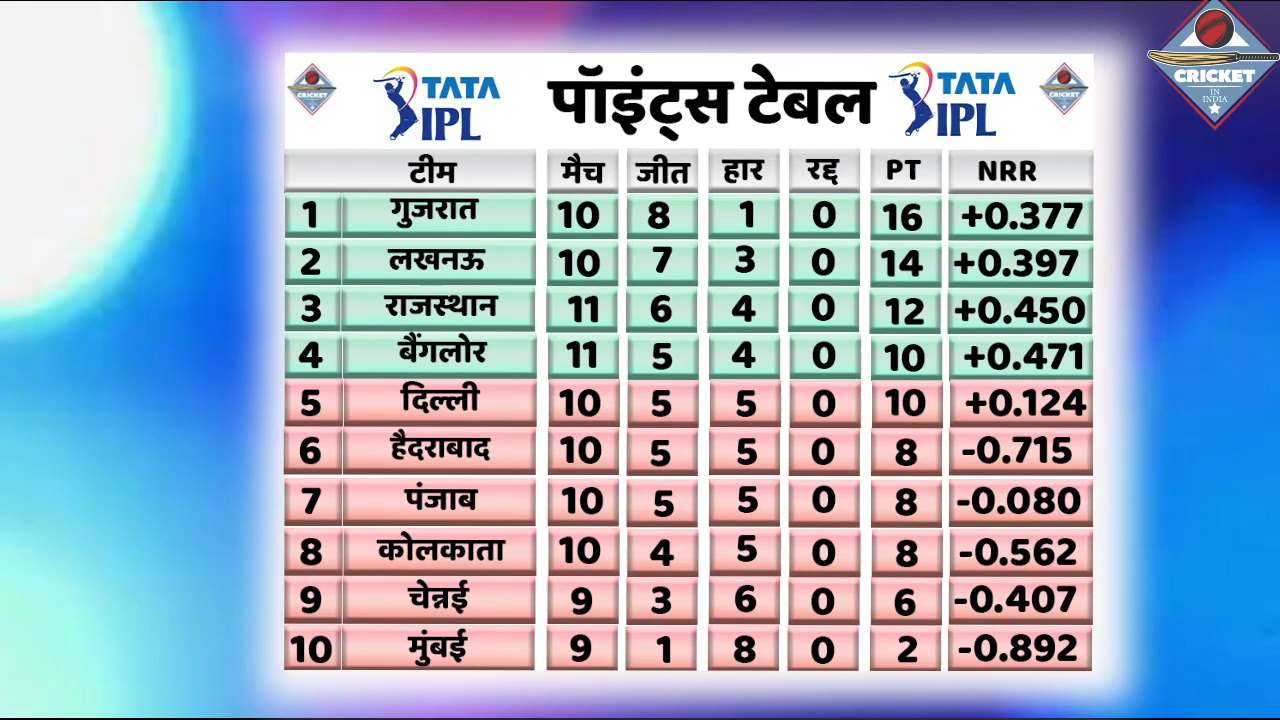 CRICKET
IN
INDIA
CRICKET
TATA
IPL
पॉइंट्स टेबल
TATA
IPL
CRICKET
टीम मैच जीत हार रद्द PT NRR
1 गुजरात 10 8 1 0 16 +0.377
2 लखनऊ 10 7 3 0 14 +0.397
3 राजस्थान 11 6 4 0 12 +0.450
4 बैंगलोर 11 5 4 0 10 +0.471
5 दिल्ली 10 5 5 0 10 +0.124
6 हैदराबाद 10 5 5 0 8 -0.715
7 पंजाब 10 5 5 0 8 -0.080
8 कोलकाता 10 4 5 0 8 -0.562
9 चेन्नई 9 3 6 0 6 -0.407
10 मुंबई 9 1 8 0 2 -0.892